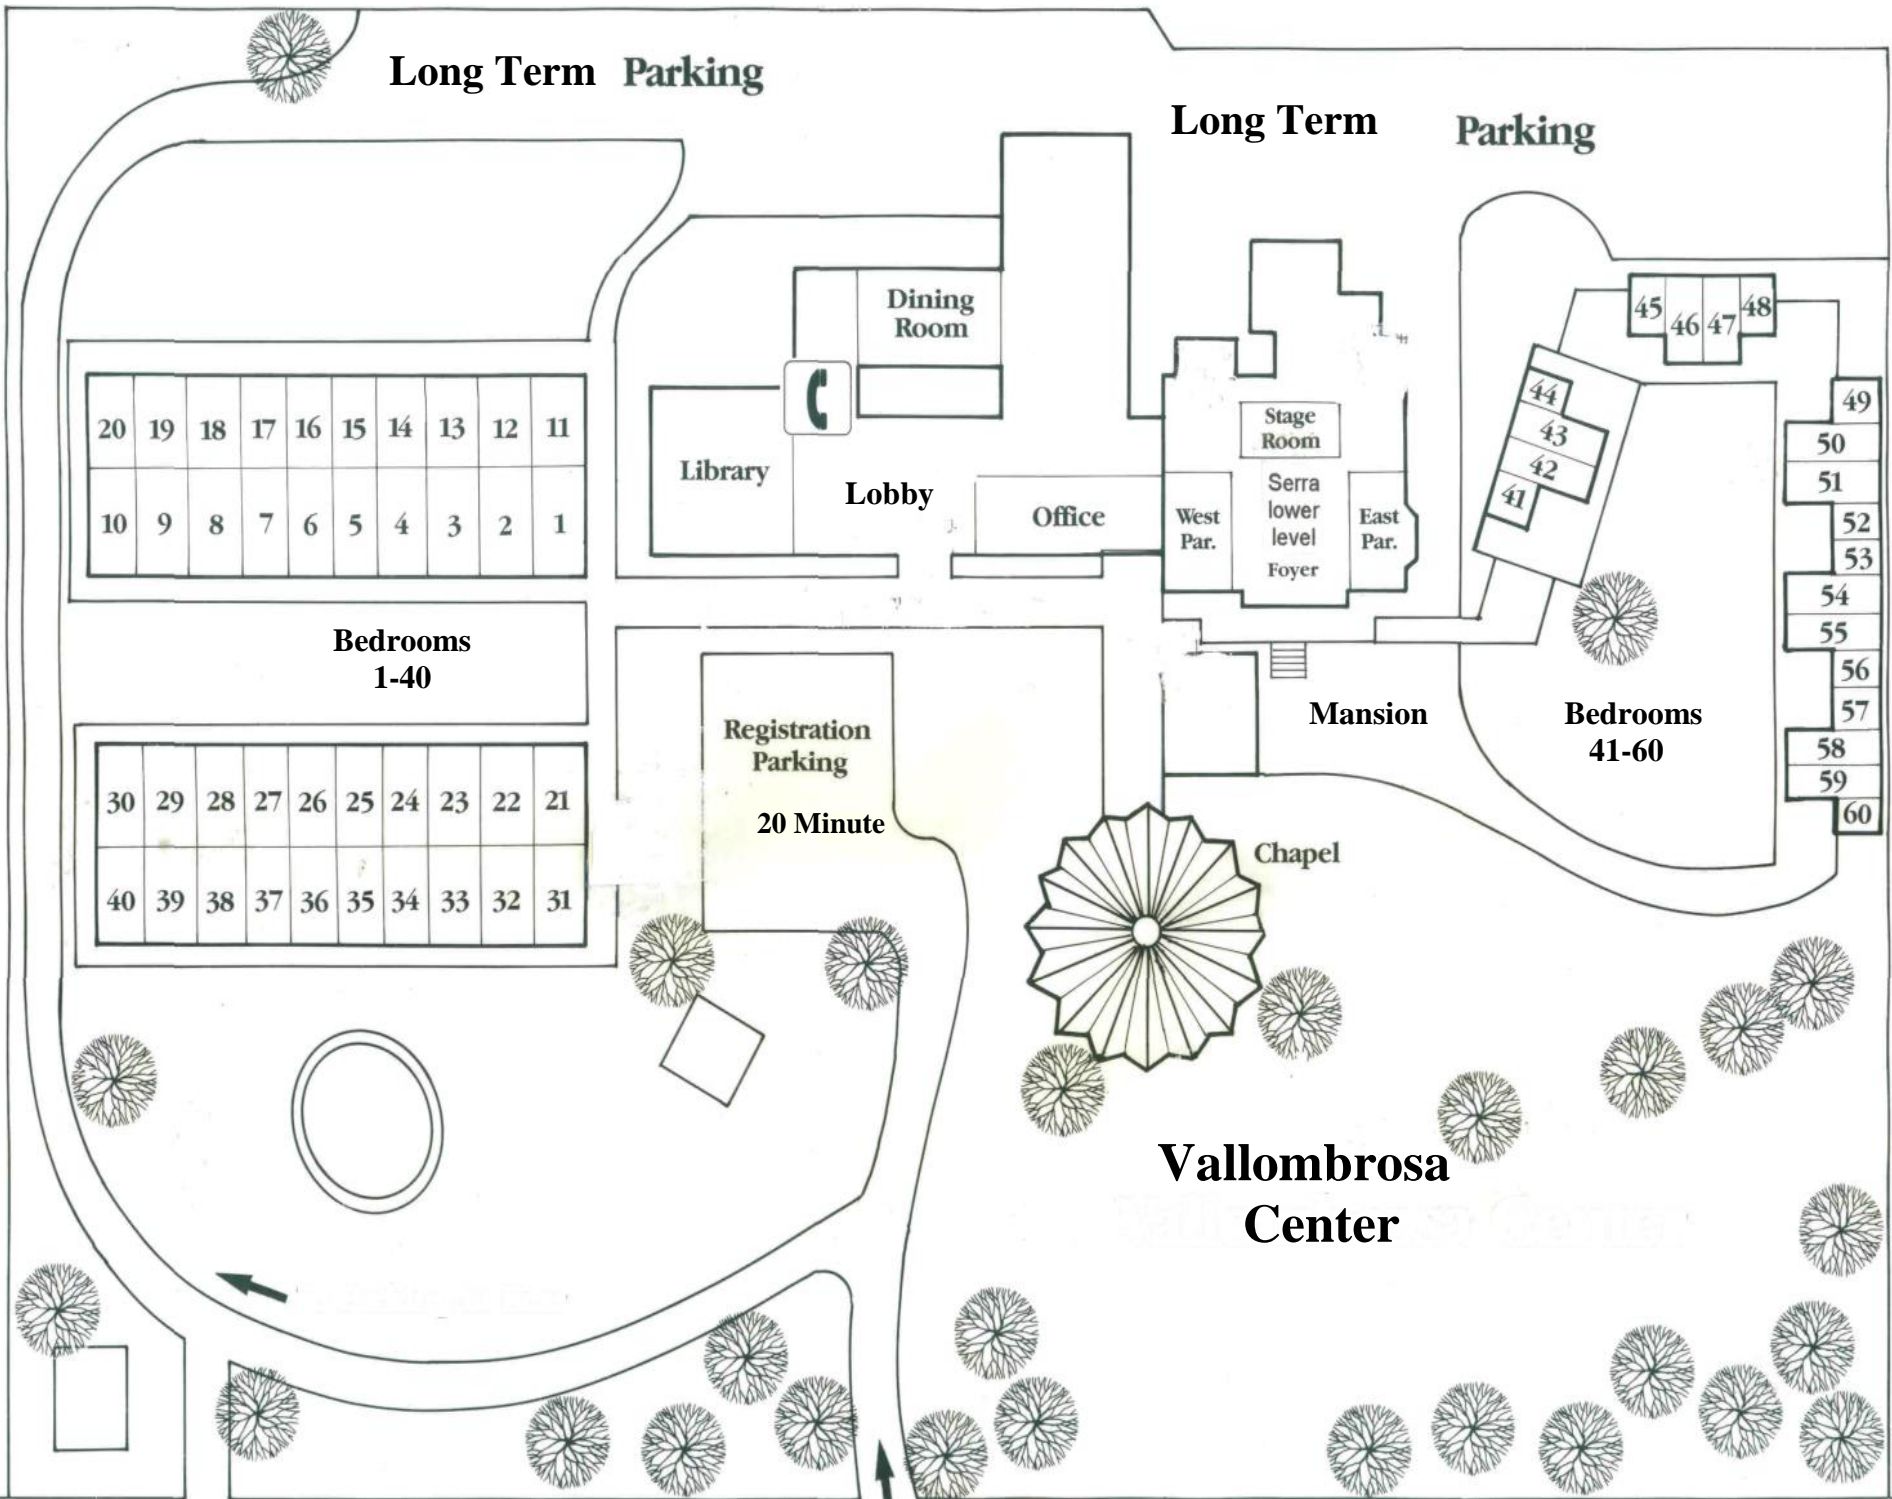 Long Term Parking
Long Term Parking
Dining
Room
45 46 47 48
44
43
42
41
49
50
51
52
53
54
55
56
57
58
59
60
20 19 18 17 16 15 14 13 12 11
10 9 8 7 6 5 4 3 2 1
Library
Lobby
Office
Stage
Room
West
Par.
Serra
lower
level
Foyer
East
Par.
Bedrooms
1-40
Registration
Parking
20 Minute
Mansion
Bedrooms
41-60
30 29 28 27 26 25 24 23 22 21
40 39 38 37 36 35 34 33 32 31
Chapel
Vallombrosa
Center